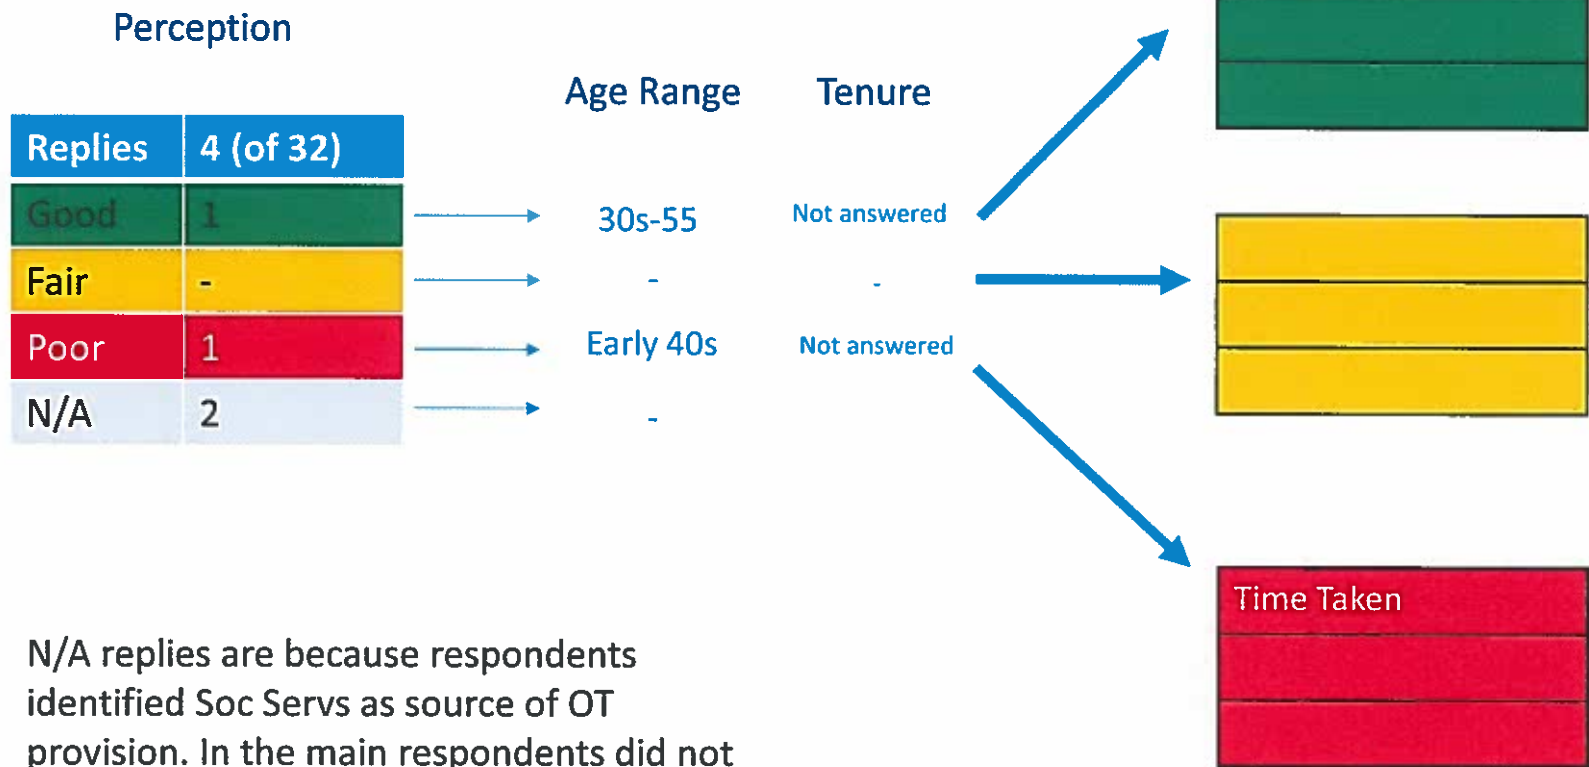 Perception
Age Range Tenure
Replies 4 (of 32)
Good 1 30s-55 Not answered
Fair - - -
Poor 1 Early 40s Not answered
N/A 2 -
Time Taken
N/A replies are because respondents
identified Soc Servs as source of OT
provision. In the main respondents did not